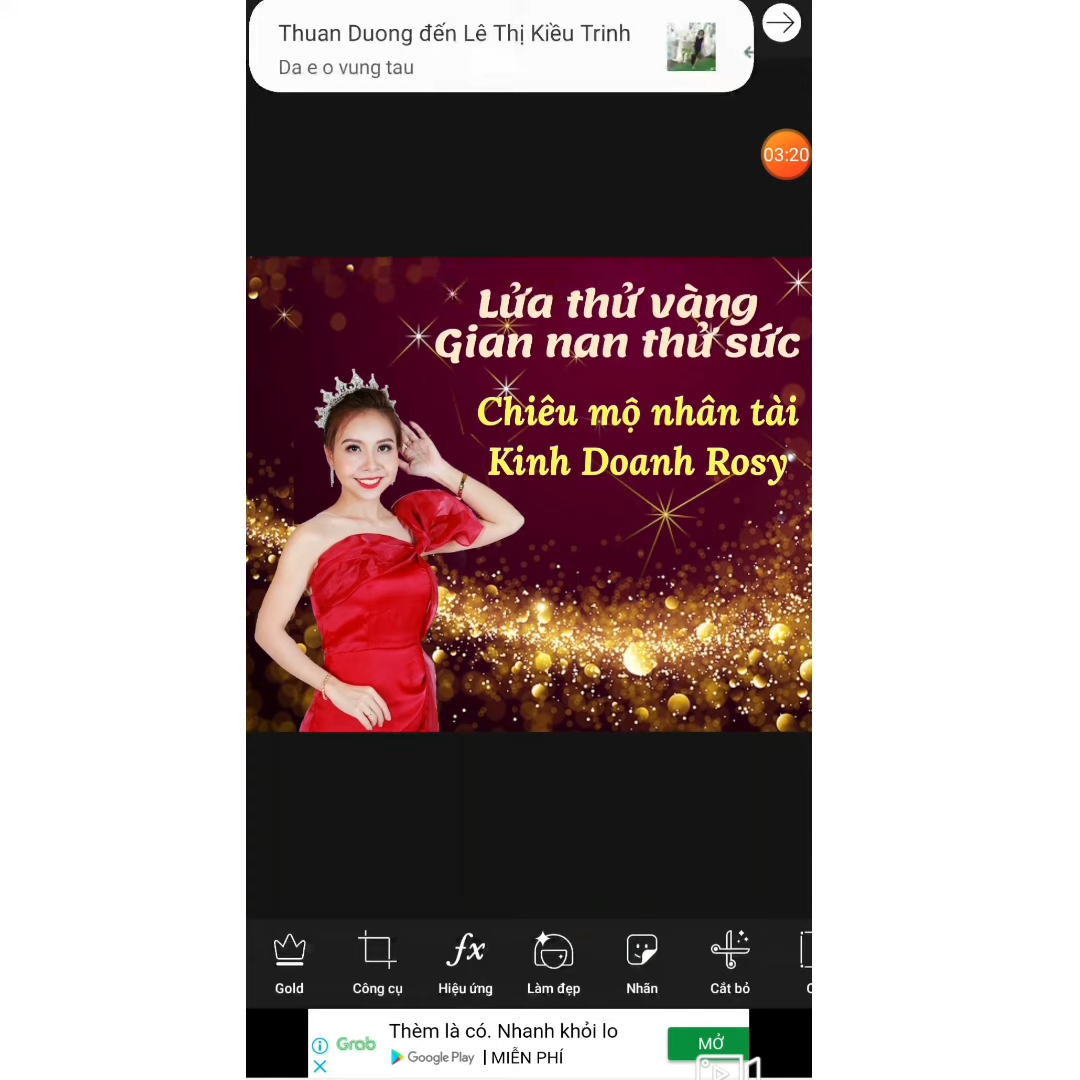 Thuan Duong đến Lê Thị Kiều Trinh
Da e o vung tau
03:20
Lửa thử vàng
Gian nan thử sức
Chiêu mộ nhân tài
Kinh Doanh Rosy
Gold
Công cụ
Hiệu ứng
Làm đẹp
Nhãn
Cắt bỏ
Grab
Thèm là có. Nhanh khỏi lo
Google Play | MIỄN PHÍ
MỞ